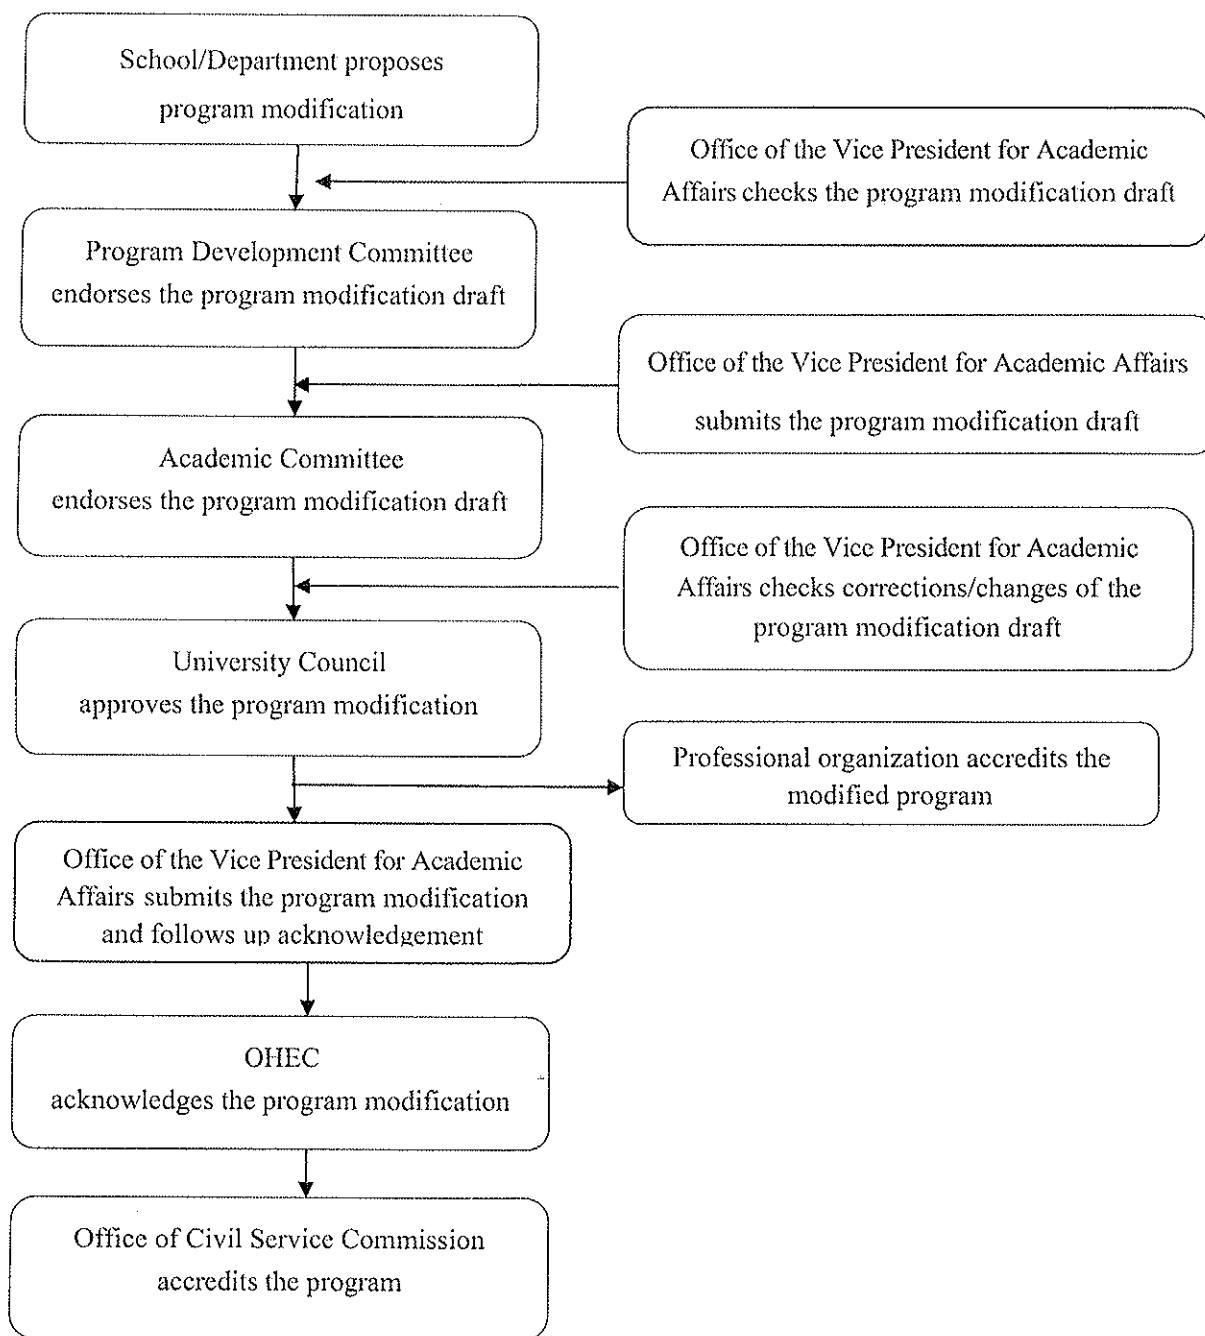 School/Department proposes
program modification
Office of the Vice President for Academic
Affairs checks the program modification draft
Program Development Committee
endorses the program modification draft
Office of the Vice President for Academic Affairs
submits the program modification draft
Academic Committee
endorses the program modification draft
Office of the Vice President for Academic
Affairs checks corrections/changes of the
program modification draft
University Council
approves the program modification
Professional organization accredits the
modified program
Office of the Vice President for Academic
Affairs submits the program modification
and follows up acknowledgement
OHEC
acknowledges the program modification
Office of Civil Service Commission
accredits the program